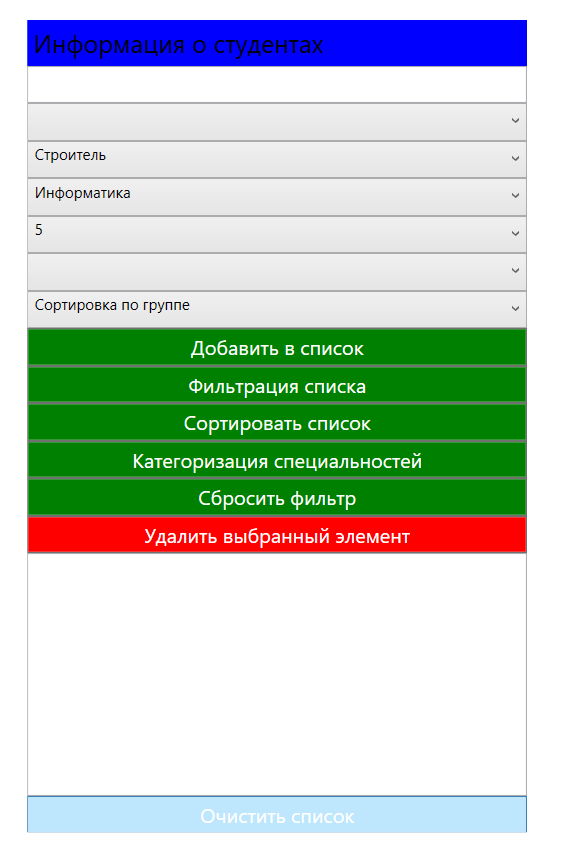 Информация о студентах
Строитель
Информатика
5
Сортировка по группе
Добавить в список
Фильтрация списка
Сортировать список
Категоризация специальностей
Сбросить фильтр
Удалить выбранный элемент
Очистить список